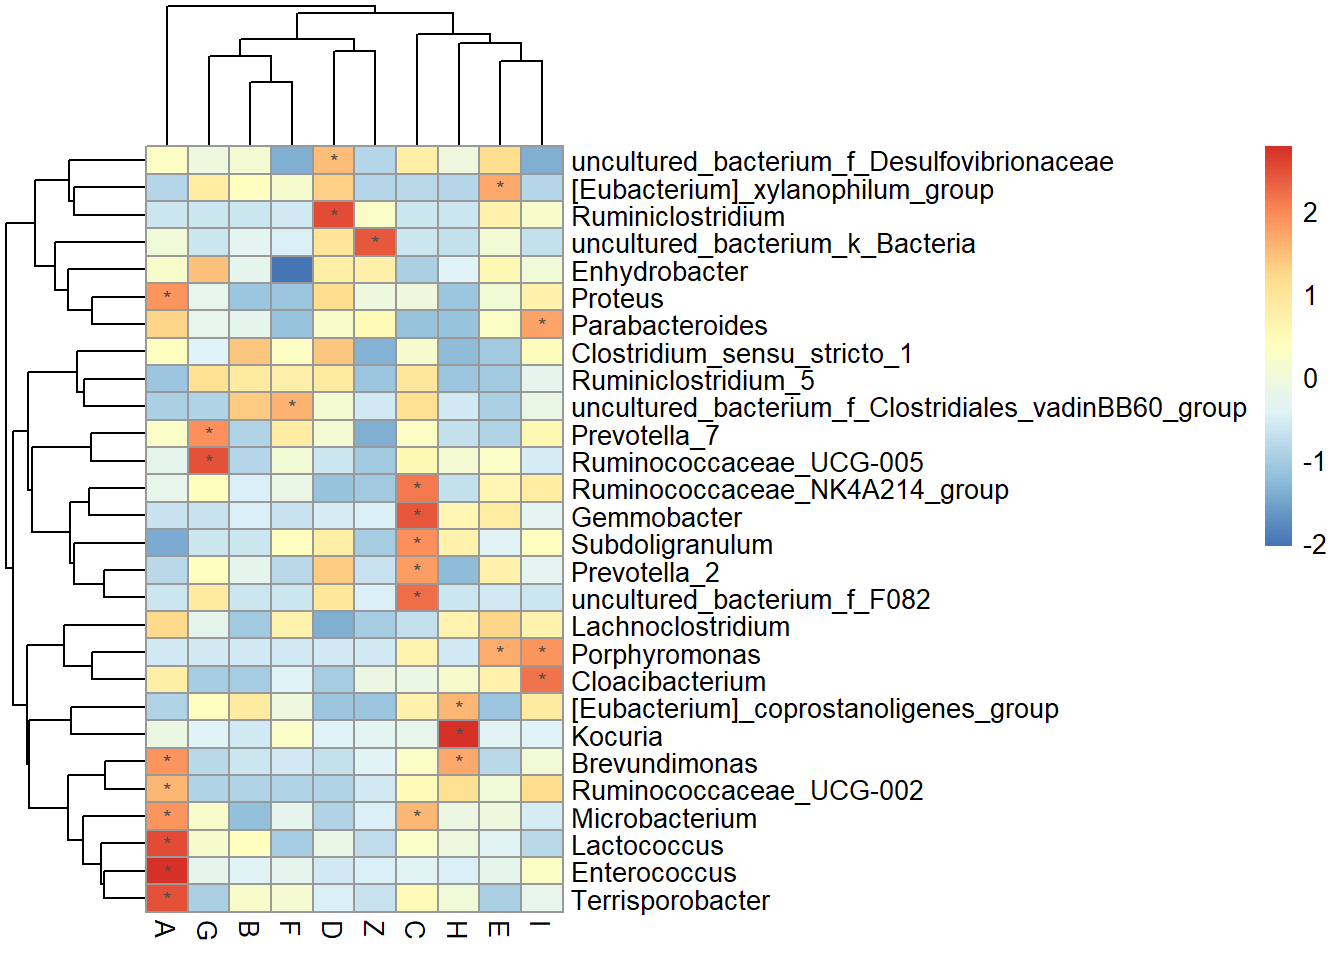 uncultured_bacterium_f_Desulfovibrionaceae
[Eubacterium]_xylanophilum_group
Ruminiclostridium
uncultured_bacterium_k_Bacteria
Enhydrobacter
Proteus
Parabacteroides
Clostridium_sensu_stricto_1
Ruminiclostridium_5
uncultured_bacterium_f_Clostridiales_vadinBB60_group
Prevotella_7
Ruminococcaceae_UCG-005
Ruminococcaceae_NK4A214_group
Gemmobacter
Subdoligranulum
Prevotella_2
uncultured_bacterium_f_F082
Lachnoclostridium
Porphyromonas
Cloacibacterium
[Eubacterium]_coprostanoligenes_group
Kocuria
Brevundimonas
Ruminococcaceae_UCG-002
Microbacterium
Lactococcus
Enterococcus
Terrisporobacter
A G B F D Z C H E I
2
1
0
-1
-2